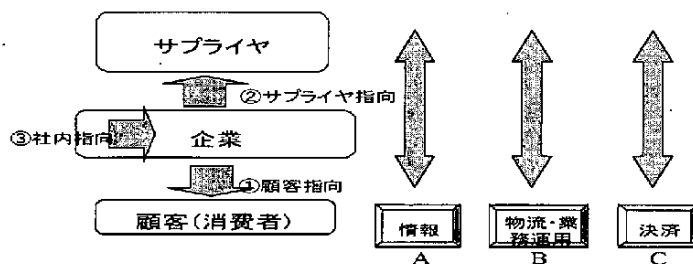 サプライヤ
②サプライヤ指向
③社内指向
企業
①顧客指向
顧客(消費者)
情報
物流・業
務運用
決済
A
B
C